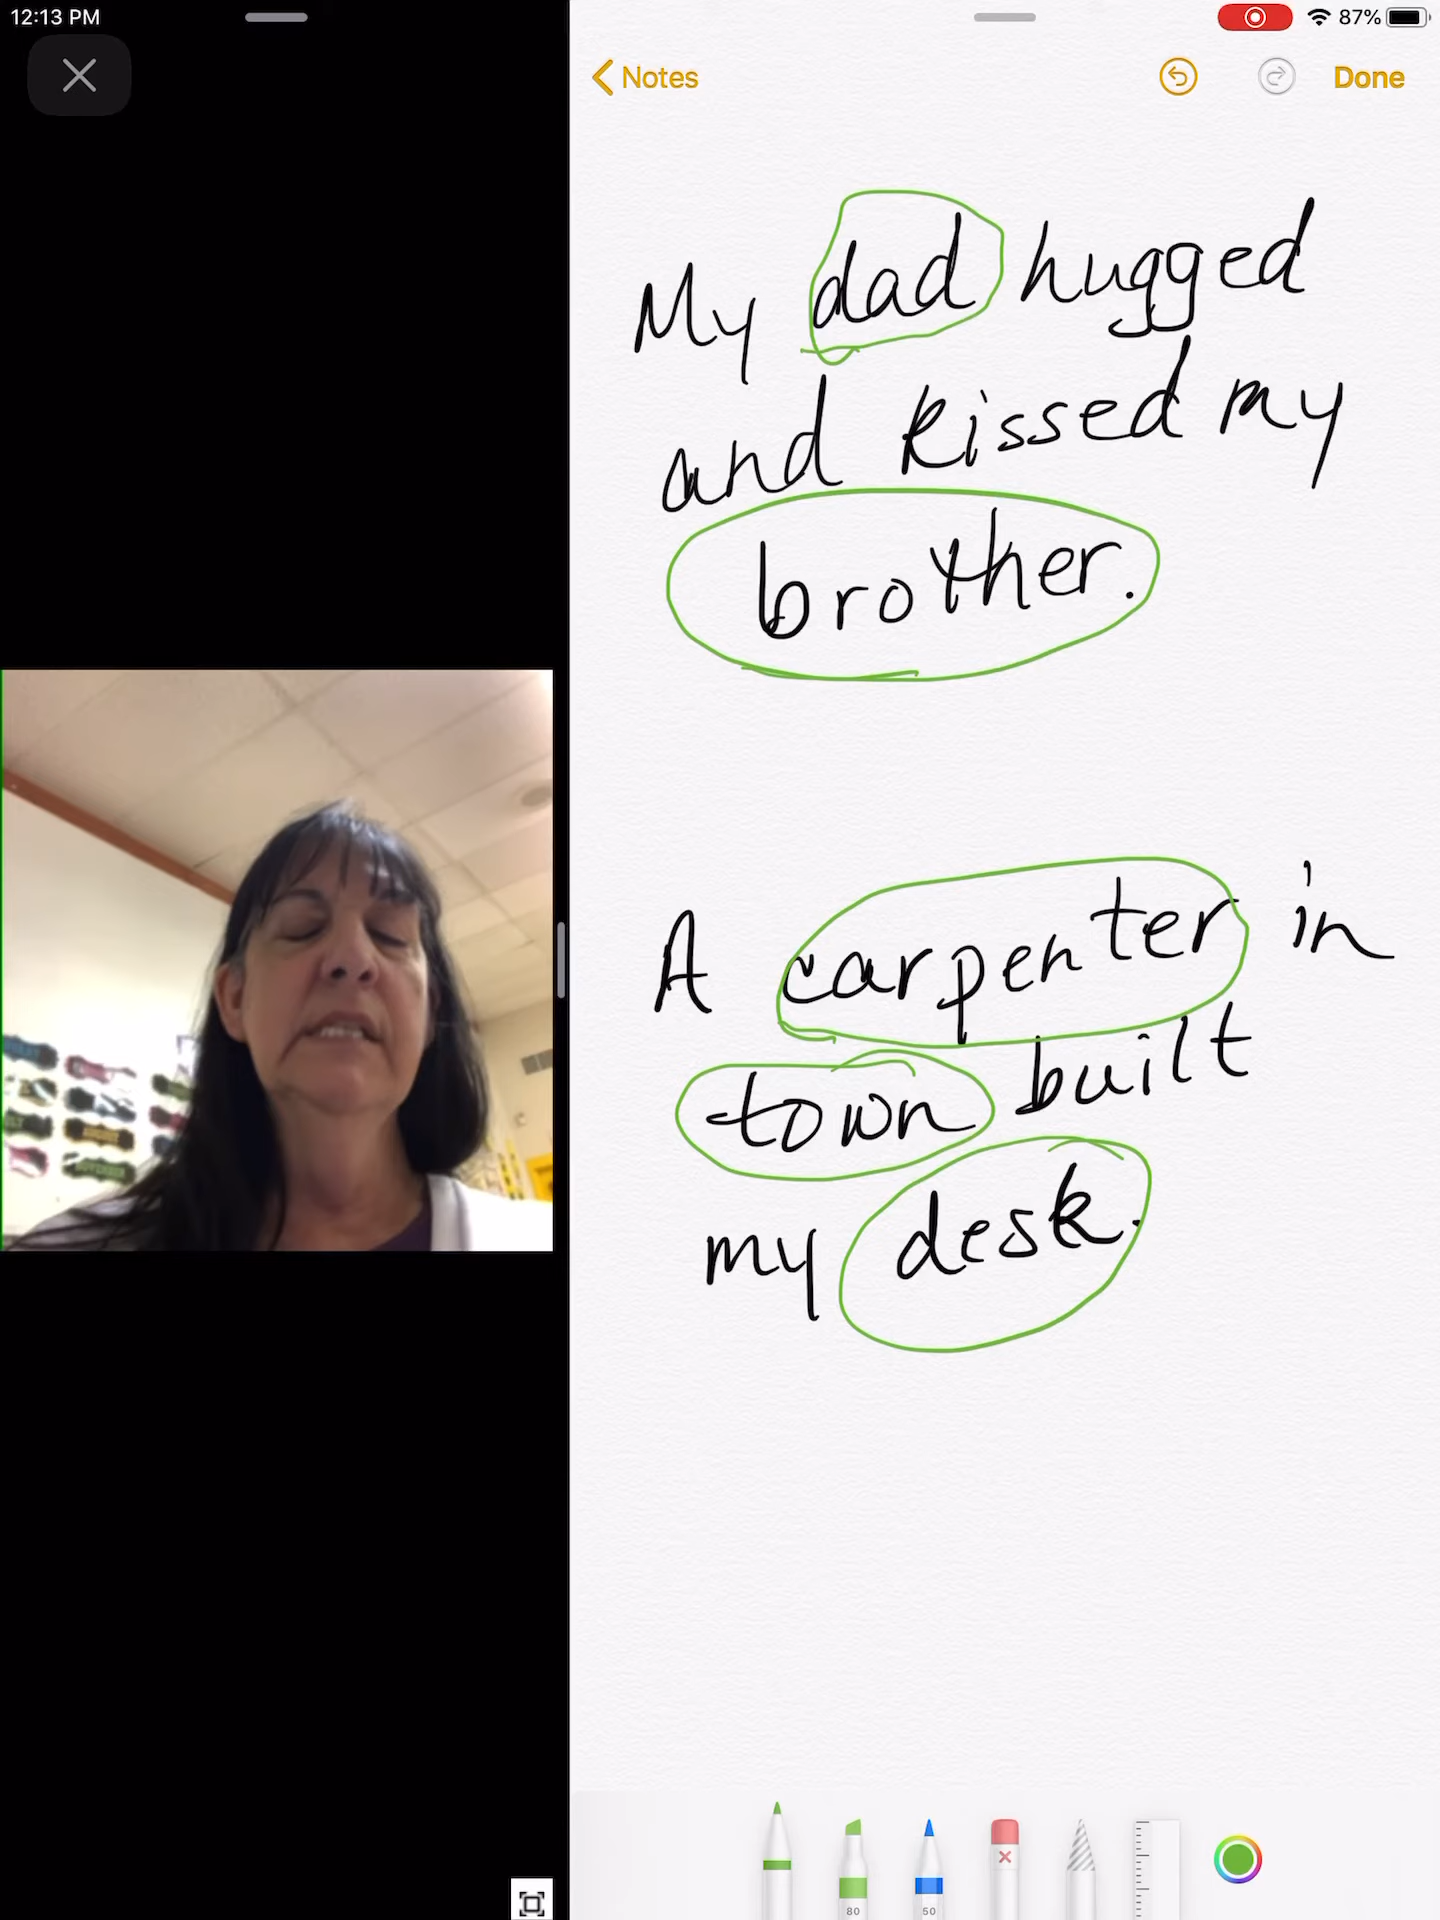 12:13 PM
87%
Notes
Done
My dad hugged
and kissed my
brother.
A carpenter in
town built
my desk.
80
50